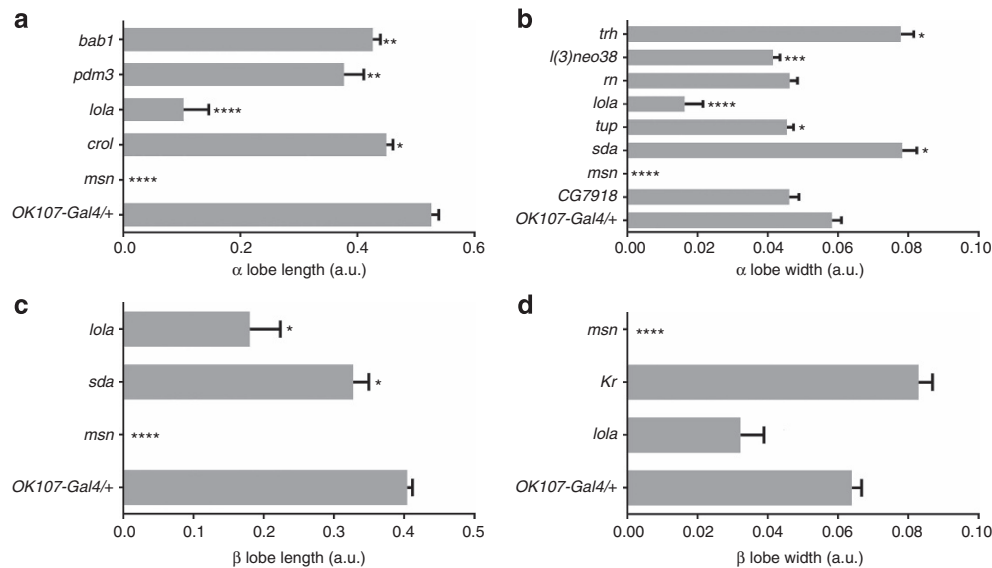 a
bab1 **
pdm3 **
lola ****
crol *
msn ****
OK107-Gal4/+
0.0 0.2 0.4 0.6
α lobe length (a.u.)
b
trh *
l(3)neo38 ***
rn
lola ****
tup *
sda *
msn ****
CG7918
OK107-Gal4/+
0.00 0.02 0.04 0.06 0.08 0.10
α lobe width (a.u.)
c
lola *
sda *
msn ****
OK107-Gal4/+
0.0 0.1 0.2 0.3 0.4 0.5
β lobe length (a.u.)
d
msn ****
Kr
lola
OK107-Gal4/+
0.00 0.02 0.04 0.06 0.08 0.10
β lobe width (a.u.)